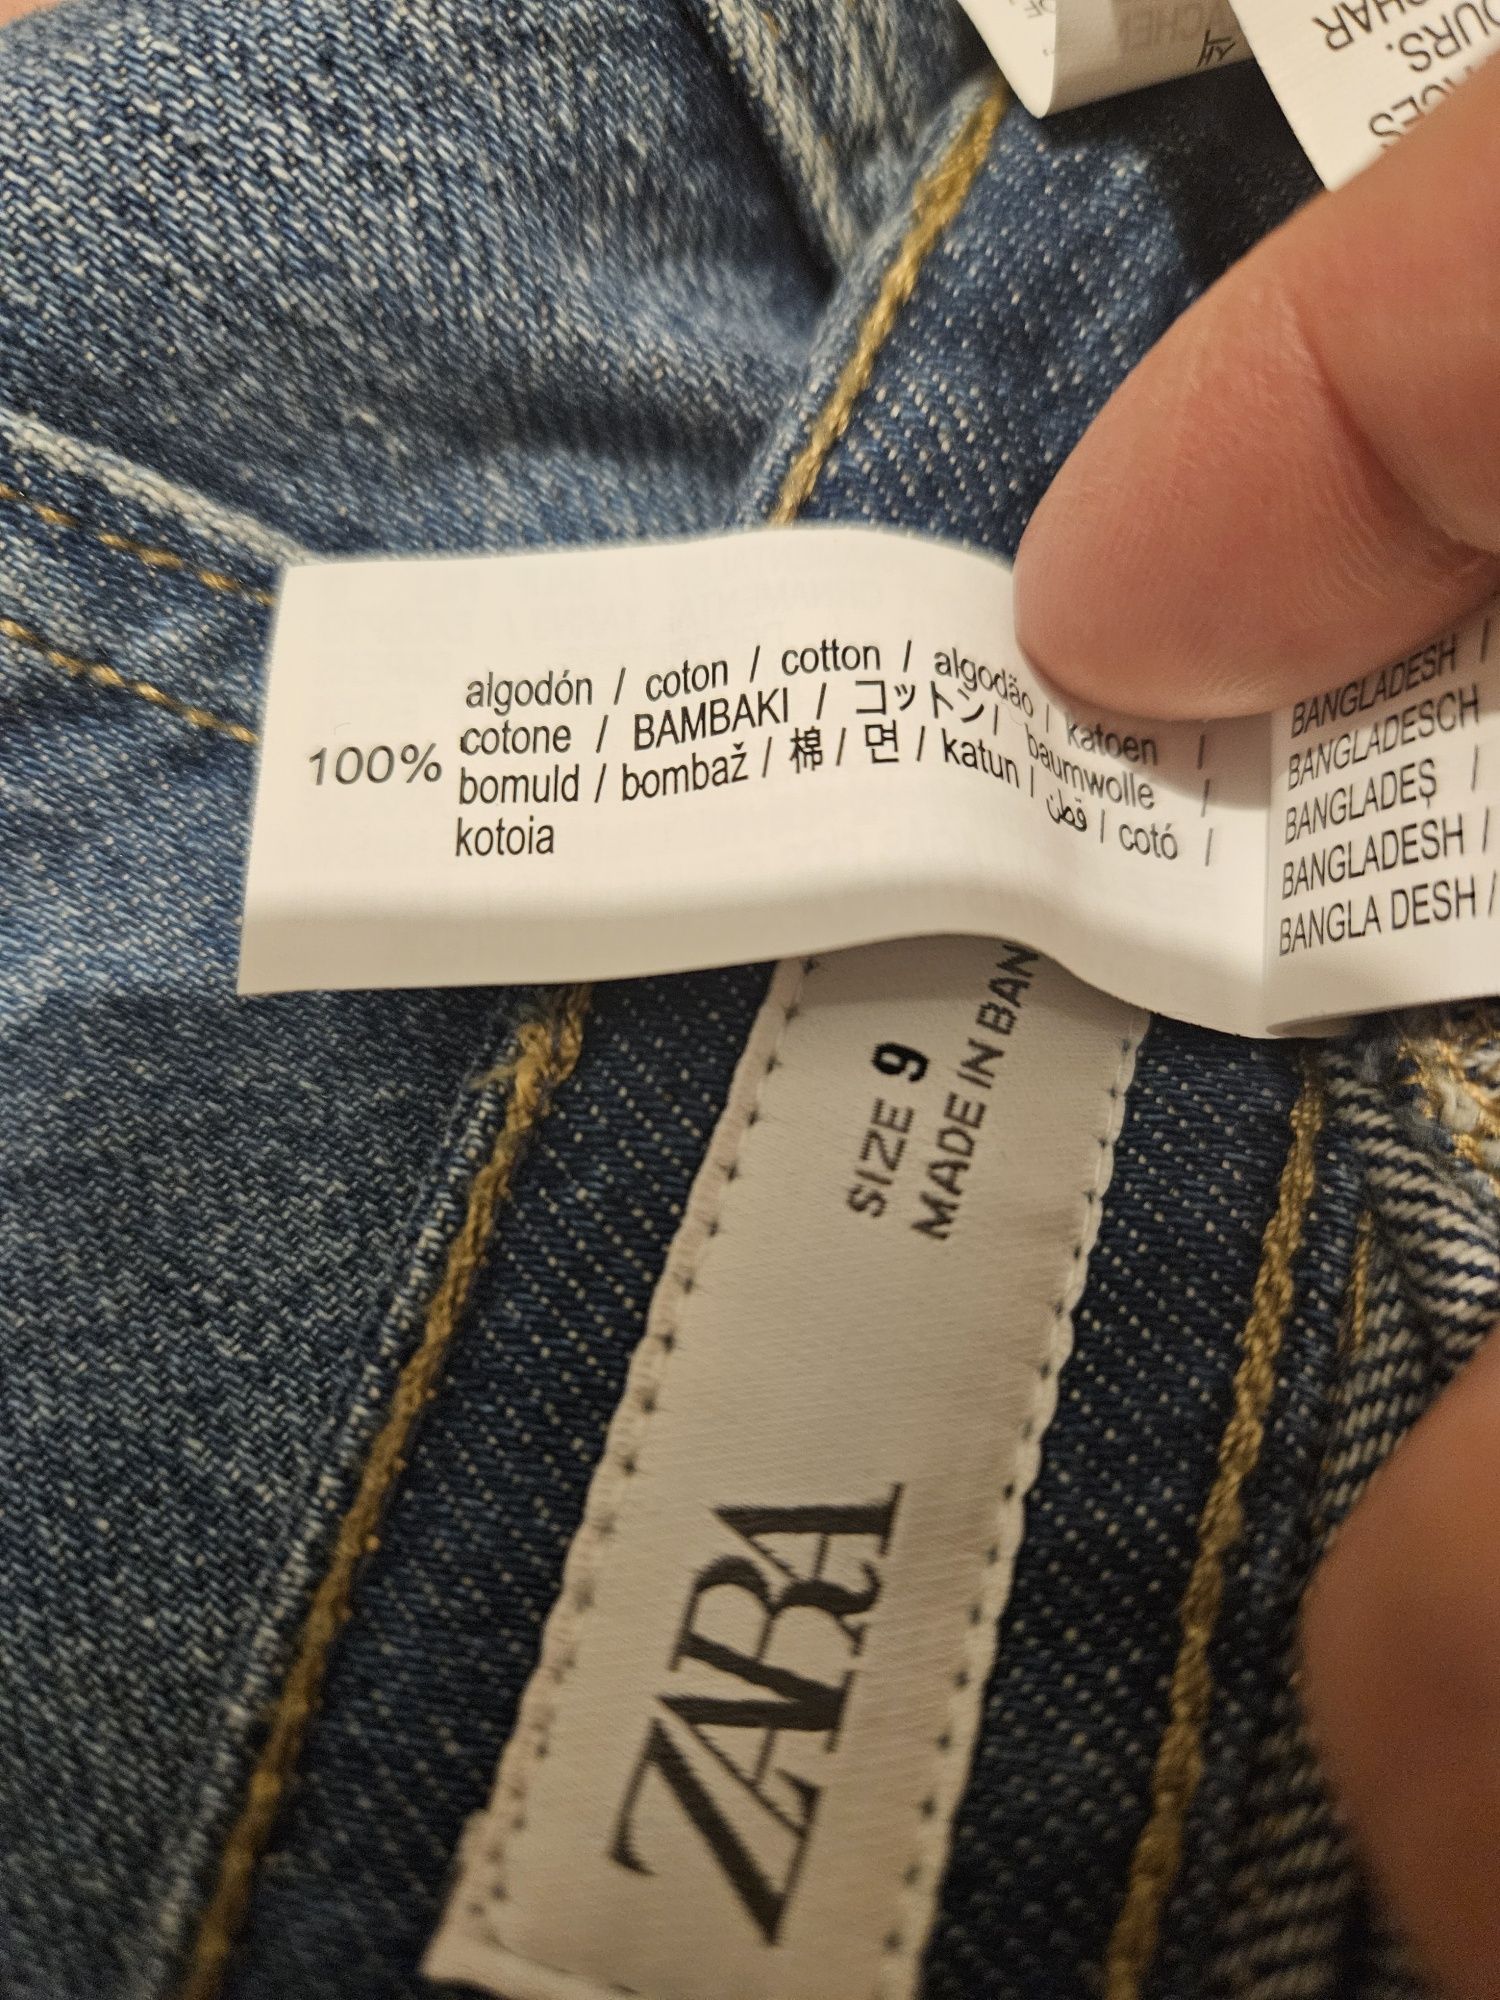 100%
algodón / coton / cotton / algodão / katoen /
cotone / BAMBAKI / コットン / baumwolle /
bomuld / bombaž / 棉 / 면 / katun / قطن / cotó /
kotoia
BANGLADESH /
BANGLADESCH
BANGLADEŞ /
BANGLADESH /
BANGLA DESH /
SIZE 9
MADE IN BAN
ZARA